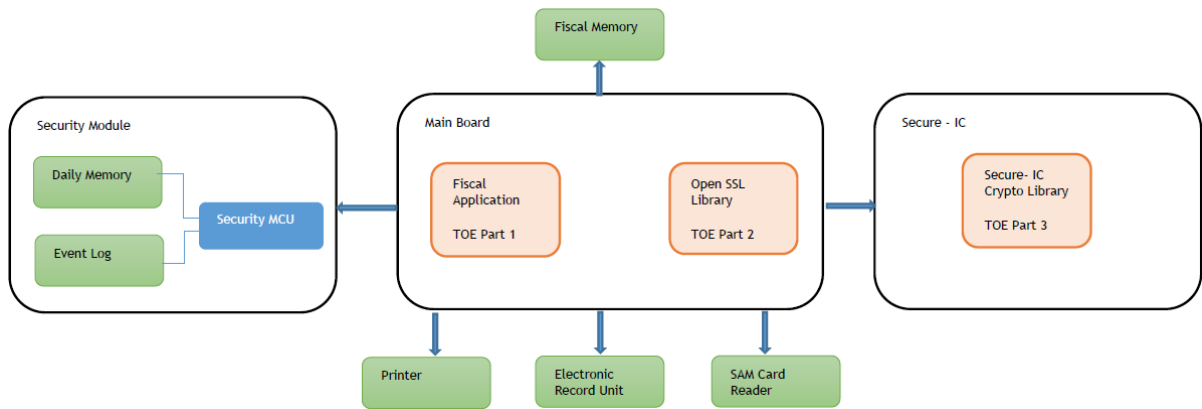 Fiscal Memory
Security Module
Daily Memory
Event Log
Security MCU
Main Board
Fiscal
Application
TOE Part 1
Open SSL
Library
TOE Part 2
Secure - IC
Secure- IC
Crypto Library
TOE Part 3
Printer
Electronic
Record Unit
SAM Card
Reader